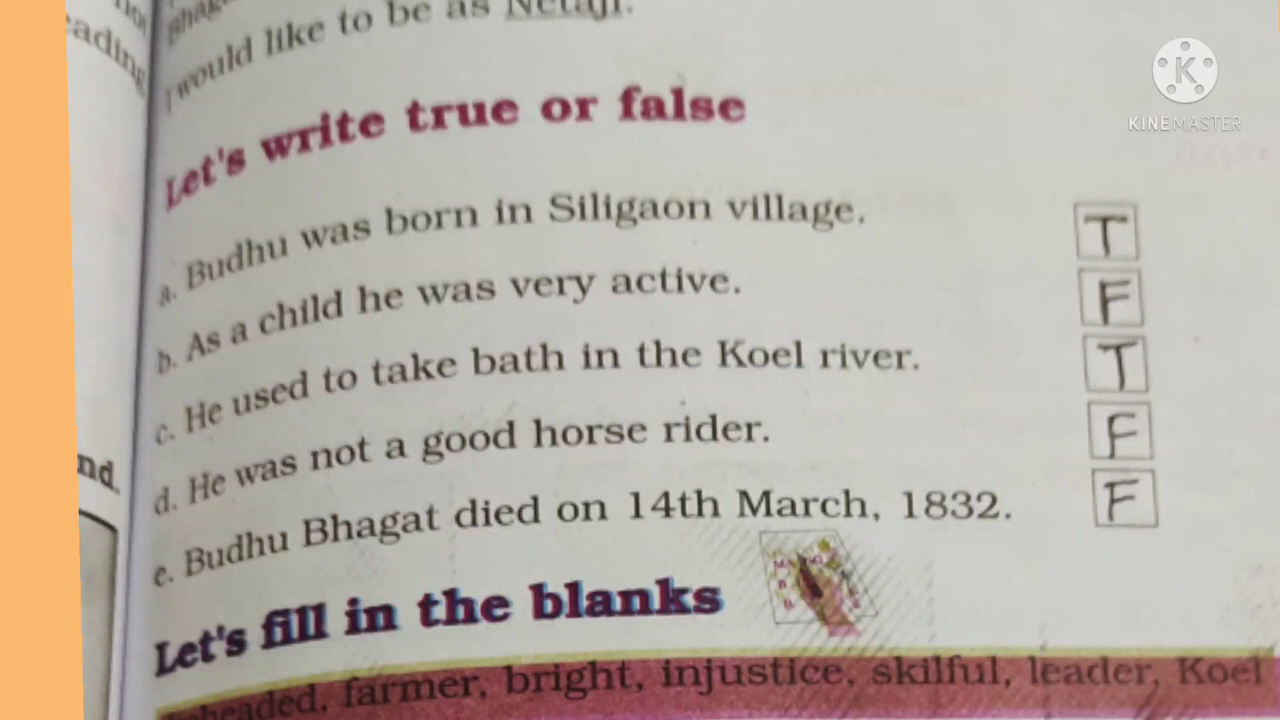 ading
I would like to be as Netaji.
K
KINEMASTER
Let's write true or false
a. Budhu was born in Siligaon village. T
b. As a child he was very active. F
c. He used to take bath in the Koel river. T
d. He was not a good horse rider. F
nd.
e. Budhu Bhagat died on 14th March, 1832. F
Let's fill in the blanks
farmer, bright, injustice, skilful, leader, Koel